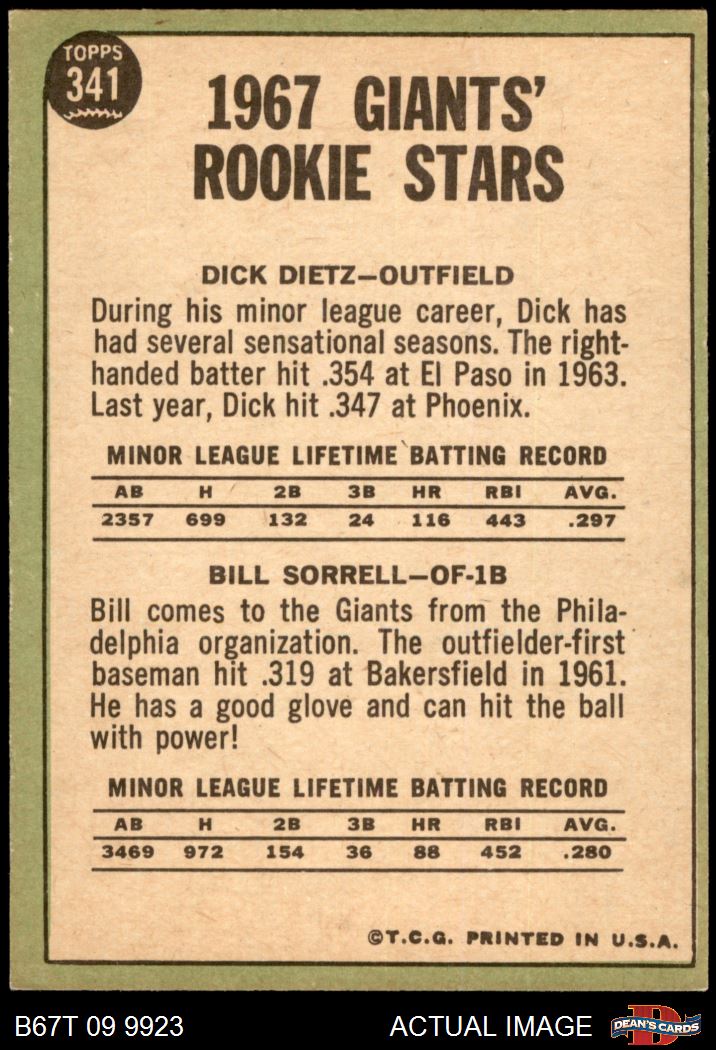 TOPPS
341
1967 GIANTS'
ROOKIE STARS
DICK DIETZ—OUTFIELD
During his minor league career, Dick has
had several sensational seasons. The right-
handed batter hit .354 at El Paso in 1963.
Last year, Dick hit .347 at Phoenix.
MINOR LEAGUE LIFETIME BATTING RECORD
AB H 2B 3B HR RBI AVG.
2357 699 132 24 116 443 .297
BILL SORRELL—OF-1B
Bill comes to the Giants from the Phila-
delphia organization. The outfielder-first
baseman hit .319 at Bakersfield in 1961.
He has a good glove and can hit the ball
with power!
MINOR LEAGUE LIFETIME BATTING RECORD
AB H 2B 3B HR RBI AVG.
3469 972 154 36 88 452 .280
©T.C.G. PRINTED IN U.S.A.
B67T 09 9923 ACTUAL IMAGE D DEAN'S CARDS